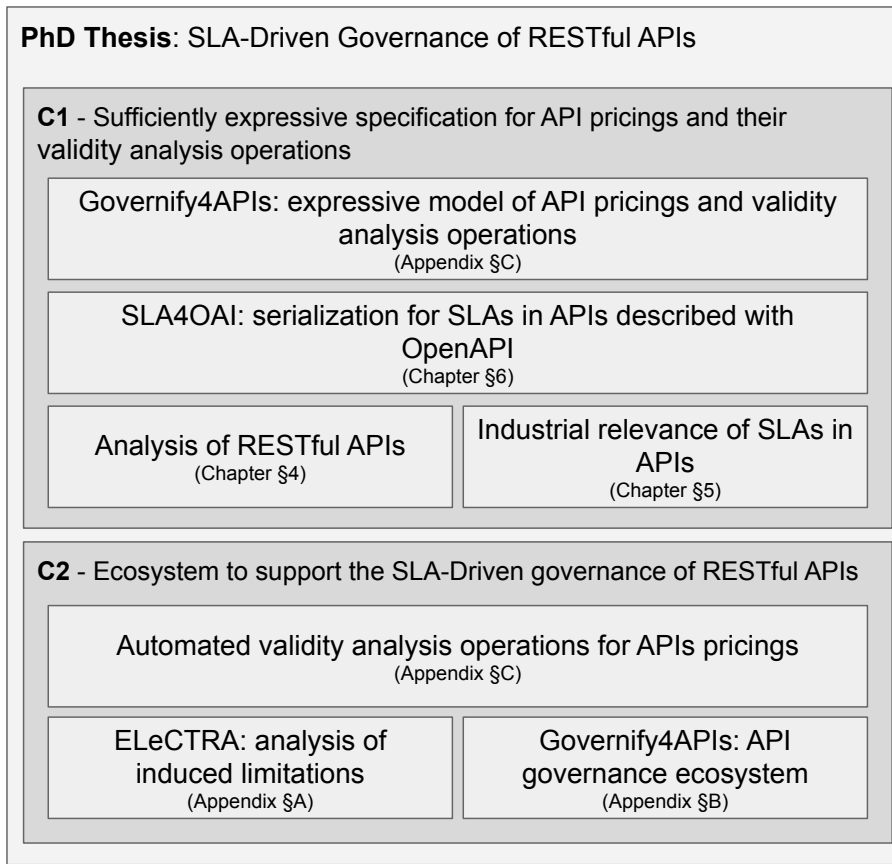 PhD Thesis: SLA-Driven Governance of RESTful APIs
C1 - Sufficiently expressive specification for API pricings and their
validity analysis operations
Governify4APIs: expressive model of API pricings and validity
analysis operations
(Appendix §C)
SLA4OAI: serialization for SLAs in APIs described with
OpenAPI
(Chapter §6)
Analysis of RESTful APIs
(Chapter §4)
Industrial relevance of SLAs in
APIs
(Chapter §5)
C2 - Ecosystem to support the SLA-Driven governance of RESTful APIs
Automated validity analysis operations for APIs pricings
(Appendix §C)
ELeCTRA: analysis of
induced limitations
(Appendix §A)
Governify4APIs: API
governance ecosystem
(Appendix §B)